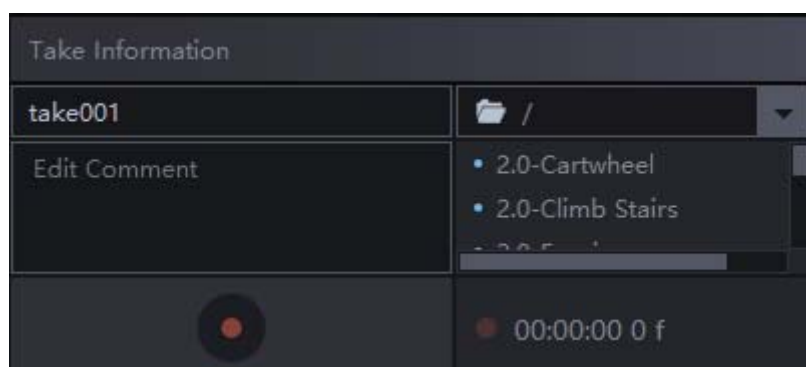 Take Information
take001
/
Edit Comment
2.0-Cartwheel
2.0-Climb Stairs
00:00:00 0 f